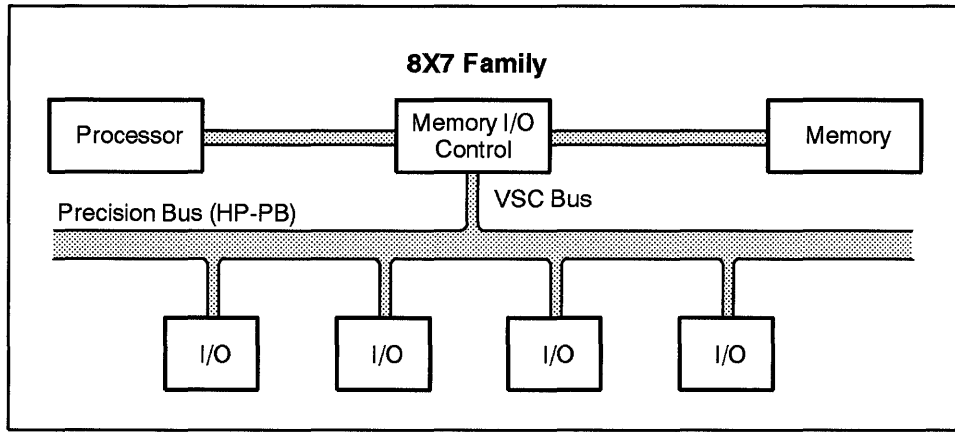 8X7 Family
Processor
Memory I/O
Control
Memory
VSC Bus
Precision Bus (HP-PB)
I/O
I/O
I/O
I/O